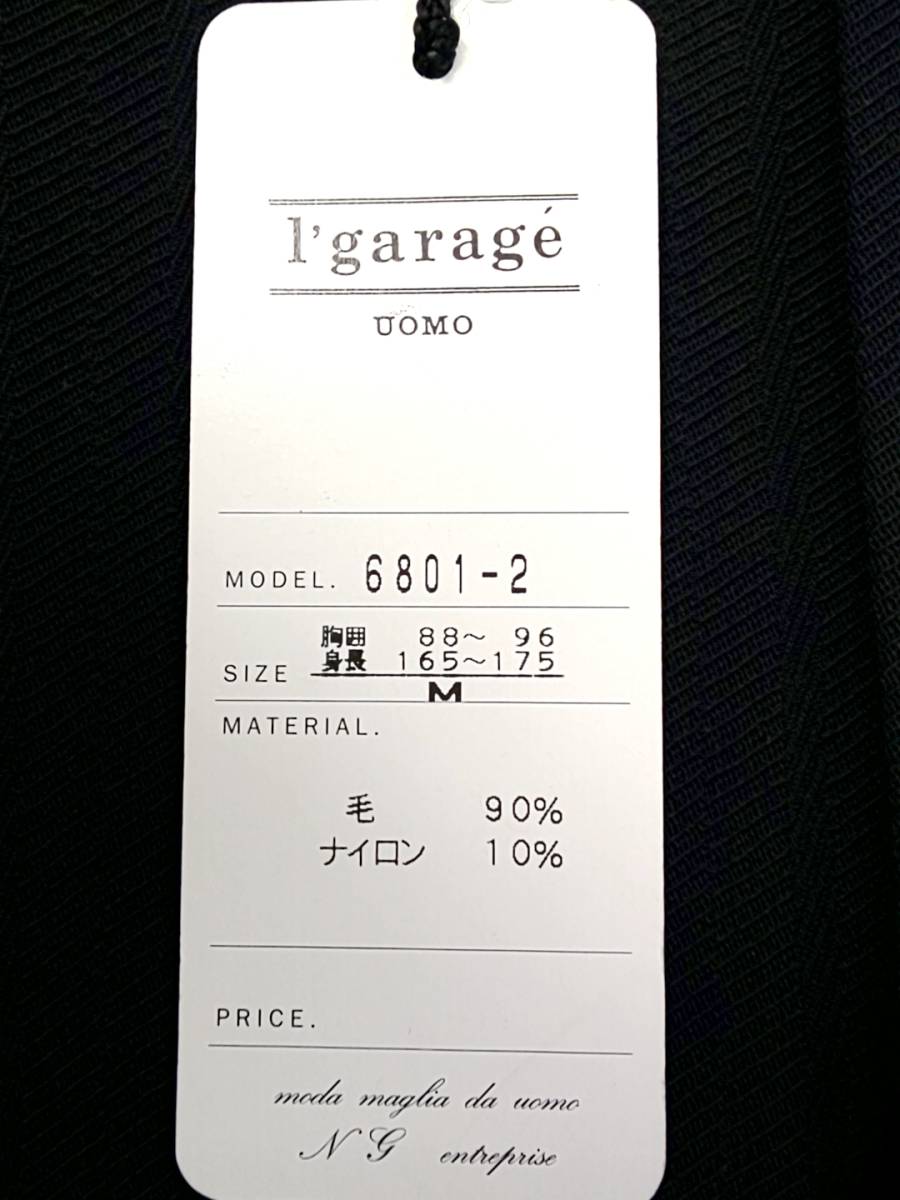 l'garagé
UOMO
MODEL. 6801-2
胸囲 88～ 96
SIZE 身長 165～175
M
MATERIAL.
毛 90%
ナイロン 10%
PRICE.
moda maglia da uomo
NG entreprise